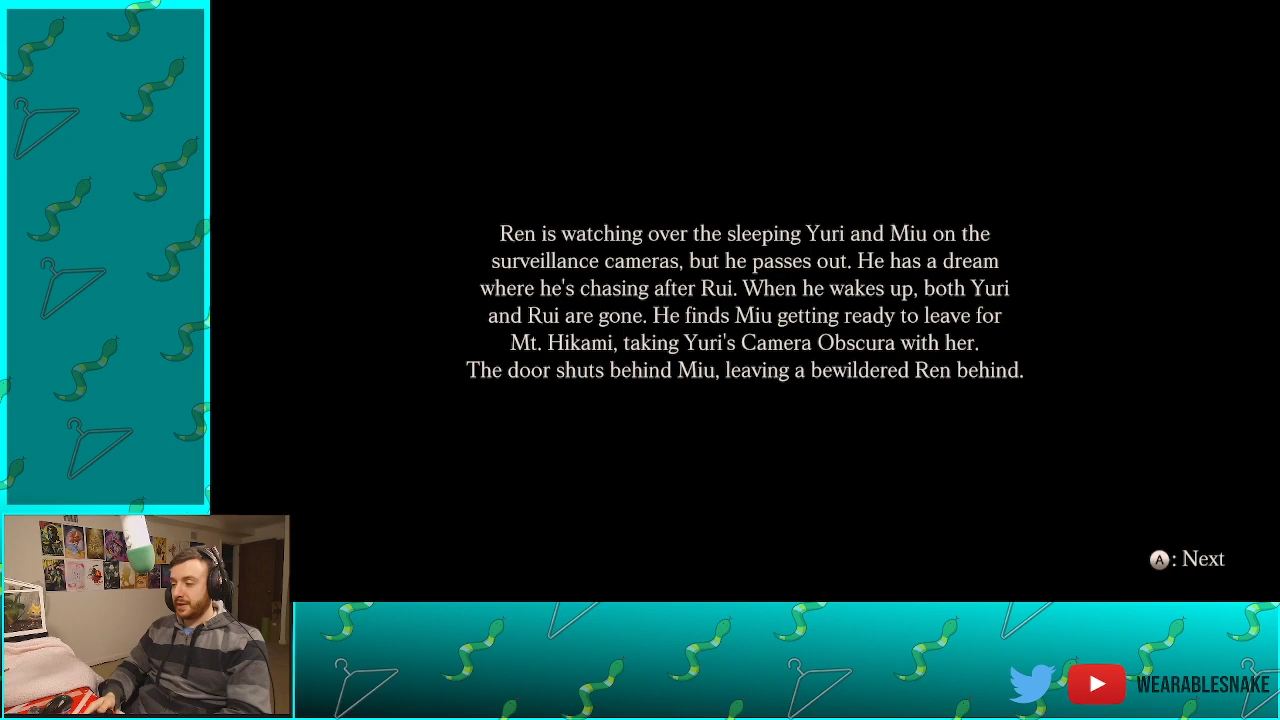 Ren is watching over the sleeping Yuri and Miu on the
surveillance cameras, but he passes out. He has a dream
where he's chasing after Rui. When he wakes up, both Yuri
and Rui are gone. He finds Miu getting ready to leave for
Mt. Hikami, taking Yuri's Camera Obscura with her.
The door shuts behind Miu, leaving a bewildered Ren behind.
A: Next
WEARABLESNAKE